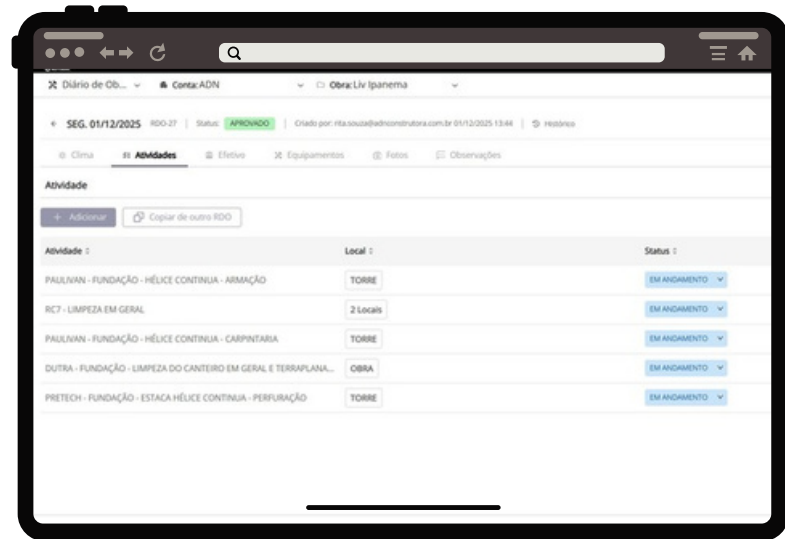 Diário de Ob... Conta: ADN Obra: Liv Ipanema
SEG. 01/12/2025 RDO-27 | Status: APROVADO | Criado por: rita.souza@adnconstrutora.com.br 01/12/2025 13:44 | Histórico
Clima Atividades Efetivo Equipamentos Fotos Observações
Atividade
+ Adicionar Copiar de outro RDO
Atividade Local Status
PAULIVAN - FUNDAÇÃO - HÉLICE CONTINUA - ARMAÇÃO TORRE EM ANDAMENTO
RC7 - LIMPEZA EM GERAL 2 Locais EM ANDAMENTO
PAULIVAN - FUNDAÇÃO - HÉLICE CONTINUA - CARPINTARIA TORRE EM ANDAMENTO
DUTRA - FUNDAÇÃO - LIMPEZA DO CANTEIRO EM GERAL E TERRAPLANA... OBRA EM ANDAMENTO
PRETECH - FUNDAÇÃO - ESTACA HÉLICE CONTINUA - PERFURAÇÃO TORRE EM ANDAMENTO